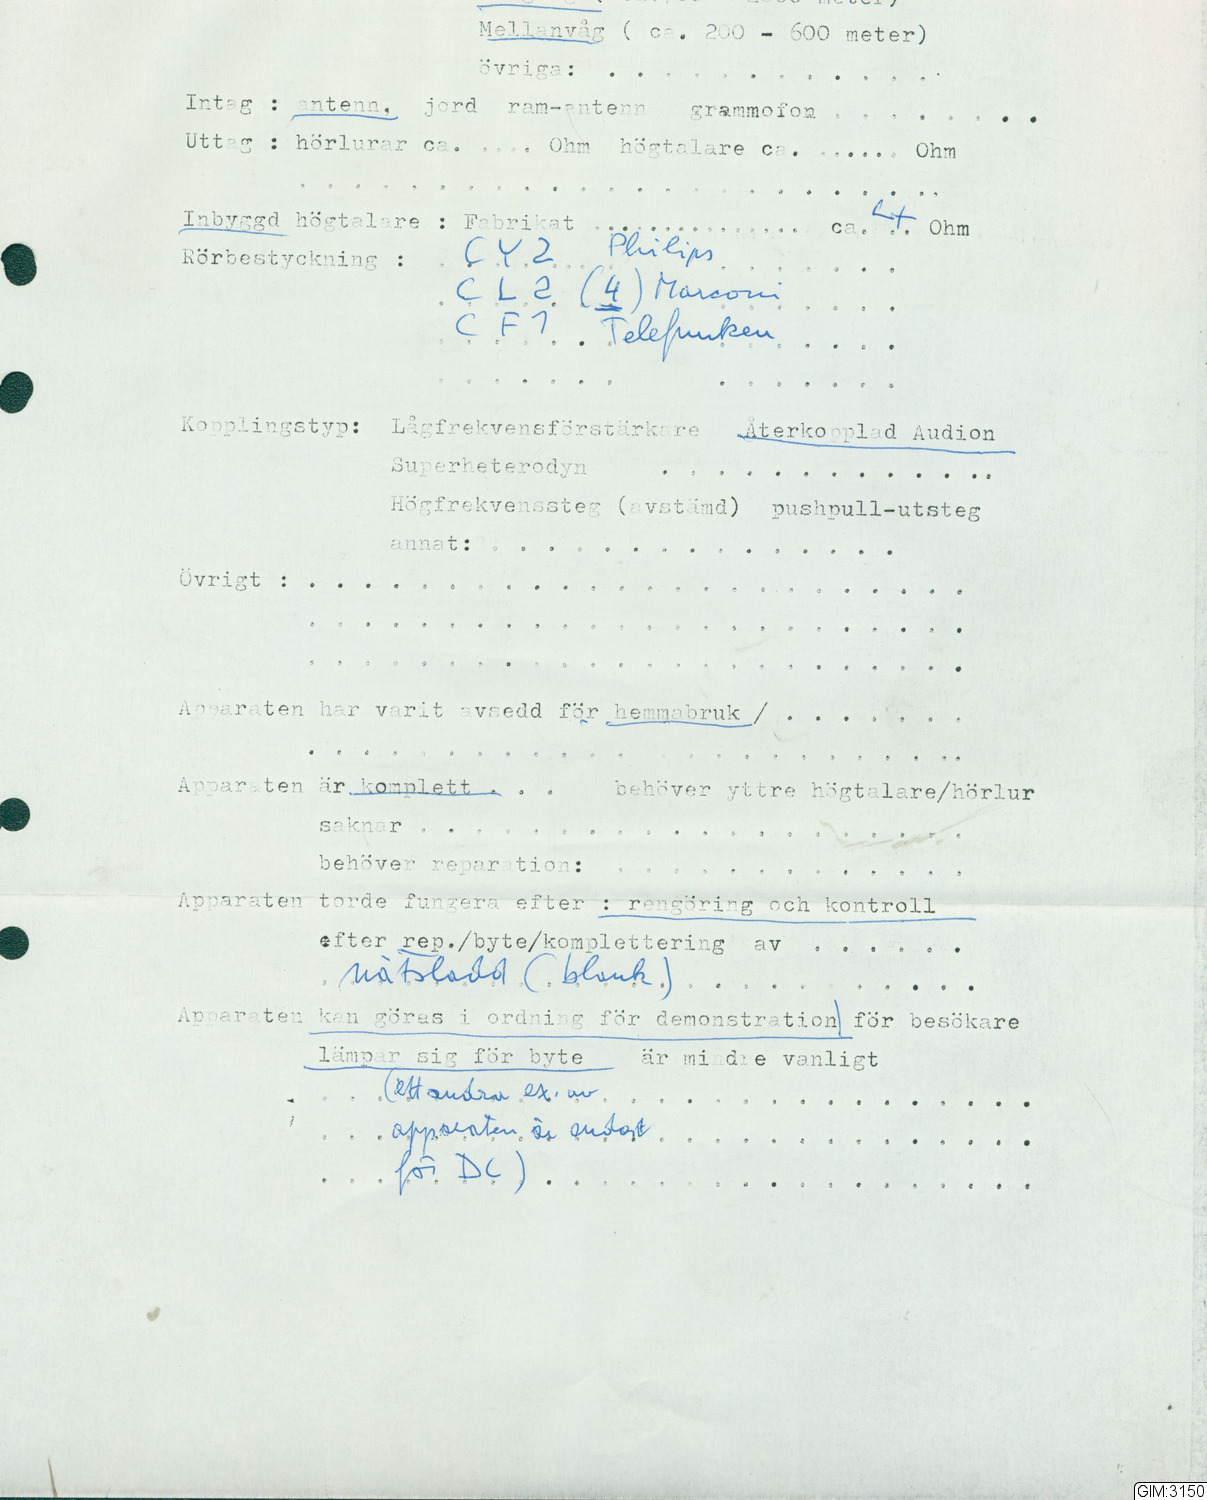 Mellanvåg ( ca. 200 - 600 meter)
övriga: . . . . . . . . . . . .
Intag : antenn, jord ram-antenn grammofon . . . . . . . .
Uttag : hörlurar ca. .... Ohm högtalare ca. ...... Ohm
. . . . . . . . . . . . . . . . . . . . . . . .
Inbyggd högtalare : Fabrikat ............... ca. 4 Ohm
Rörbestyckning : CY2 Philips
CL2 (4) Marconi
CF1 Telefunken
. . . . . . . . . . . . . .
Kopplingstyp: Lågfrekvensförstärkare Återkopplad Audion
Superheterodyn . . . . . . . . . . . . .
Högfrekvenssteg (avstämd) pushpull-utsteg
annat: . . . . . . . . . . . . . . .
Övrigt : . . . . . . . . . . . . . . . . . . . . . . . .
. . . . . . . . . . . . . . . . . . . . . . . .
. . . . . . . . . . . . . . . . . . . . . . . .
Apparaten har varit avsedd för hemmabruk / . . . . . . .
. . . . . . . . . . . . . . . . . . . . . . . .
Apparaten är komplett . . . behöver yttre högtalare/hörlur
saknar . . . . . . . . . . . . . . . . . . . .
behöver reparation: . . . . . . . . . . . . .
Apparaten torde fungera efter : rengöring och kontroll
efter rep./byte/komplettering av . . . . . .
nätsladd (blank) . . . . . . . . . . .
Apparaten kan göras i ordning för demonstration för besökare
lämpar sig för byte är mindre vanligt
. . . (ett andra ex. av . . . . . . . . . . . . . .
. . . apparaten är endast . . . . . . . . . . . . . .
. . . för DC) . . . . . . . . . . . . . . . . . .
GIM:3150